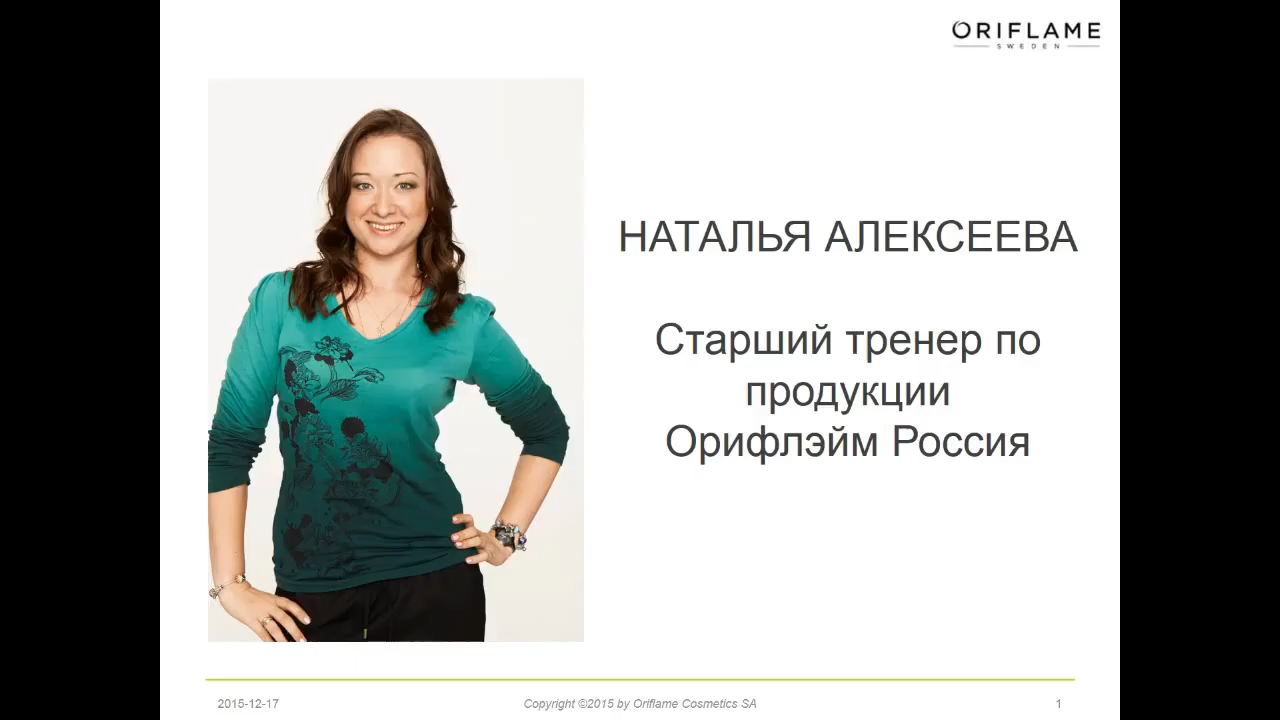 ORIFLAME
SWEDEN
НАТАЛЬЯ АЛЕКСЕЕВА
Старший тренер по
продукции
Орифлэйм Россия
2015-12-17
Copyright ©2015 by Oriflame Cosmetics SA
1